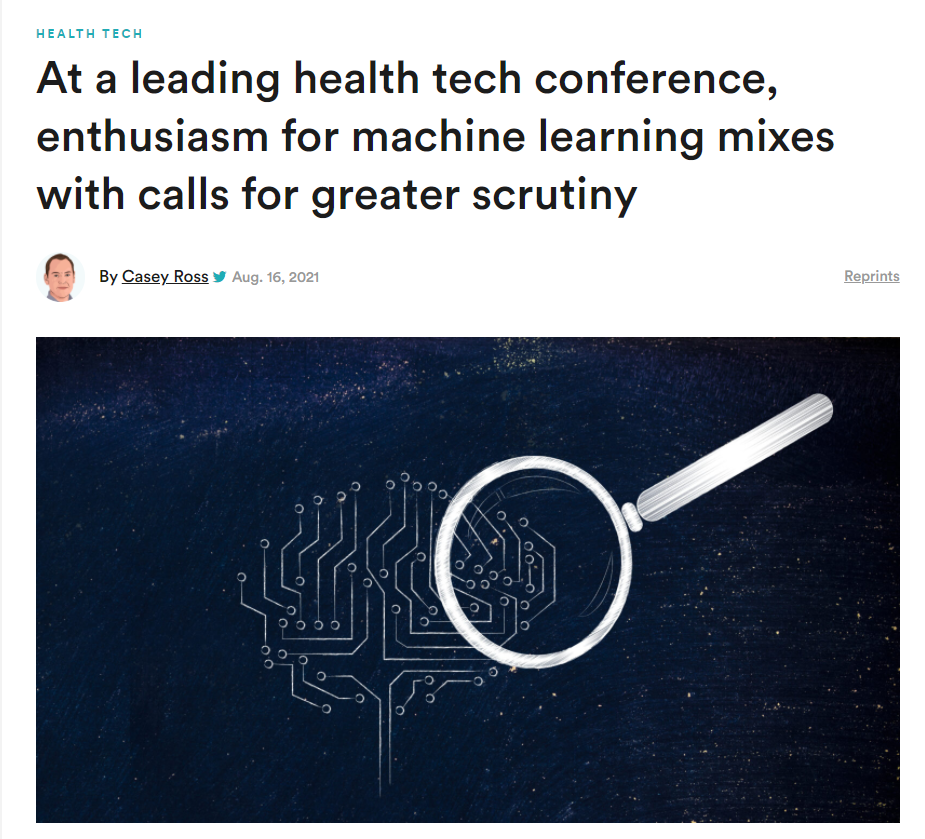 HEALTH TECH
At a leading health tech conference,
enthusiasm for machine learning mixes
with calls for greater scrutiny
By Casey Ross Aug. 16, 2021
Reprints